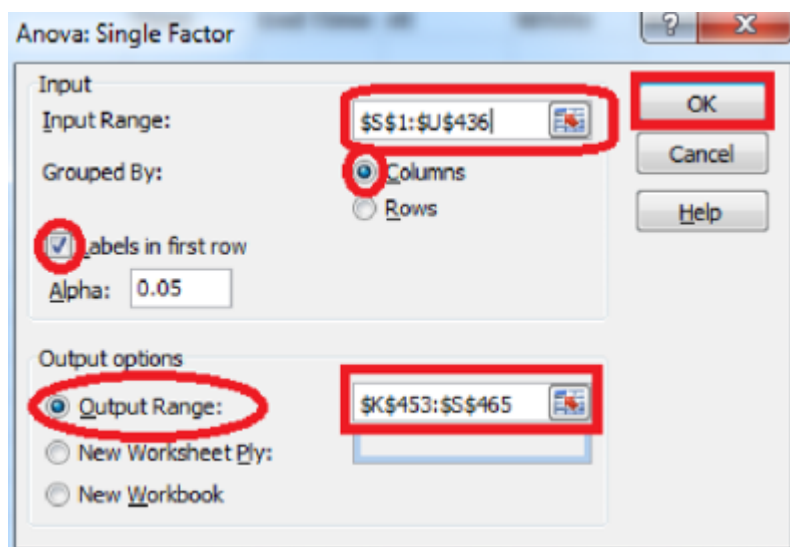 Anova: Single Factor
?
X
Input
Input Range:
$S$1:$U$436
OK
Grouped By:
Columns
Cancel
Rows
Help
Labels in first row
Alpha: 0.05
Output options
Output Range:
$K$453:$S$465
New Worksheet Ply:
New Workbook